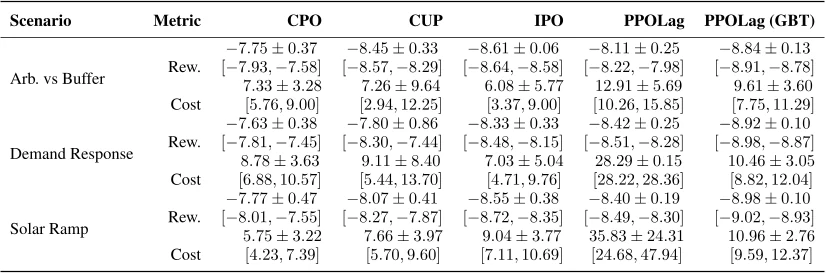 Scenario Metric CPO CUP IPO PPOLag PPOLag (GBT)
−7.75 ± 0.37 −8.45 ± 0.33 −8.61 ± 0.06 −8.11 ± 0.25 −8.84 ± 0.13
Rew. [−7.93, −7.58] [−8.57, −8.29] [−8.64, −8.58] [−8.22, −7.98] [−8.91, −8.78]
Arb. vs Buffer
7.33 ± 3.28 7.26 ± 9.64 6.08 ± 5.77 12.91 ± 5.69 9.61 ± 3.60
Cost [5.76, 9.00] [2.94, 12.25] [3.37, 9.00] [10.26, 15.85] [7.75, 11.29]
−7.63 ± 0.38 −7.80 ± 0.86 −8.33 ± 0.33 −8.42 ± 0.25 −8.92 ± 0.10
Rew. [−7.81, −7.45] [−8.30, −7.44] [−8.48, −8.15] [−8.51, −8.28] [−8.98, −8.87]
Demand Response
8.78 ± 3.63 9.11 ± 8.40 7.03 ± 5.04 28.29 ± 0.15 10.46 ± 3.05
Cost [6.88, 10.57] [5.44, 13.70] [4.71, 9.76] [28.22, 28.36] [8.82, 12.04]
−7.77 ± 0.47 −8.07 ± 0.41 −8.55 ± 0.38 −8.40 ± 0.19 −8.98 ± 0.10
Rew. [−8.01, −7.55] [−8.27, −7.87] [−8.72, −8.35] [−8.49, −8.30] [−9.02, −8.93]
Solar Ramp
5.75 ± 3.22 7.66 ± 3.97 9.04 ± 3.77 35.83 ± 24.31 10.96 ± 2.76
Cost [4.23, 7.39] [5.70, 9.60] [7.11, 10.69] [24.68, 47.94] [9.59, 12.37]